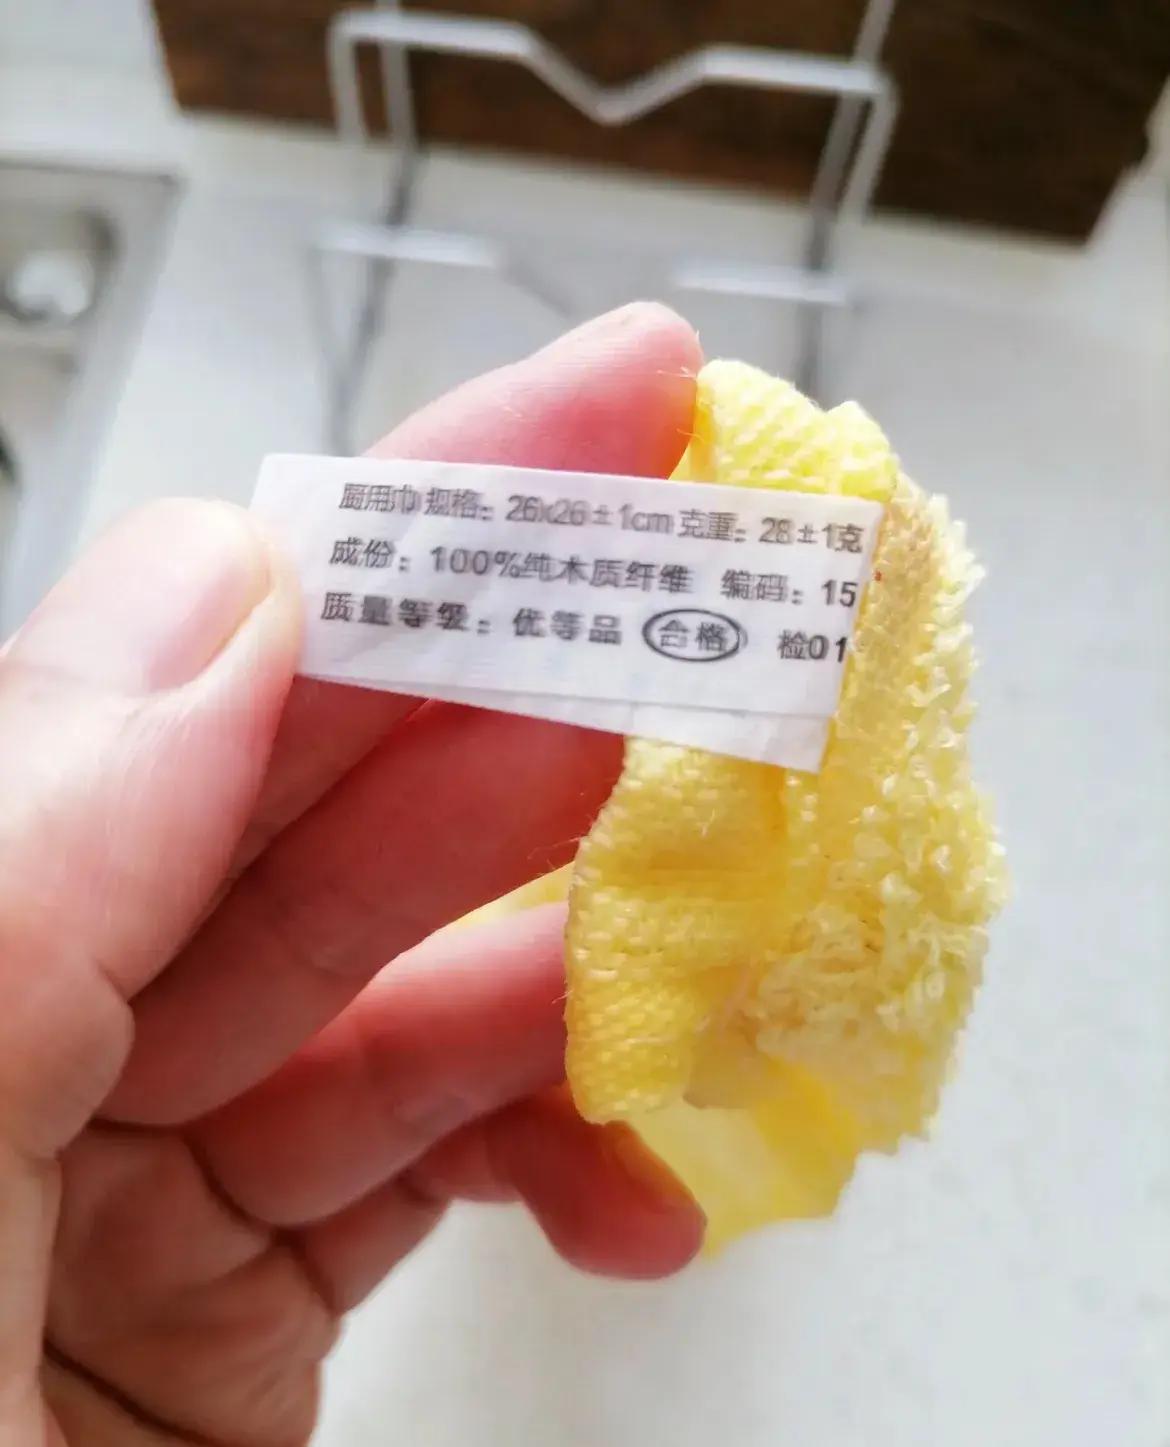 厨用巾规格：26x26±1cm 克重：28±1克
成份：100%纯木质纤维 编码：15
质量等级：优等品 合格 检01